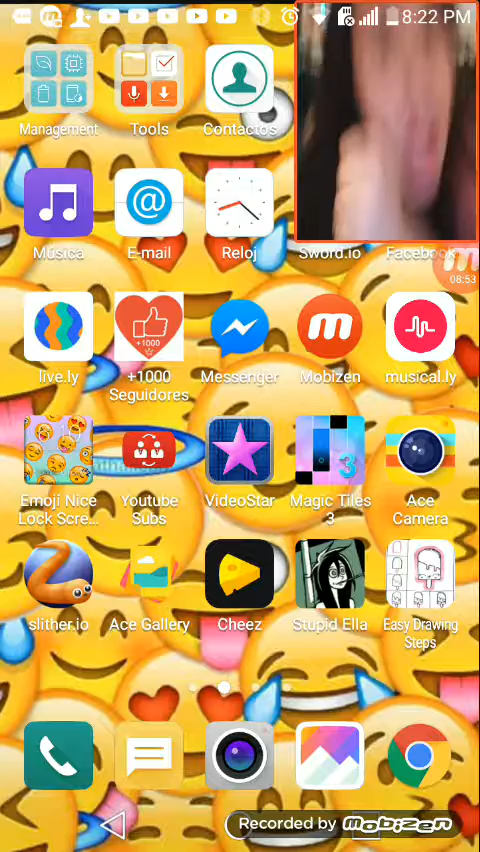 8:22 PM
Management Tools Contactos
Música E-mail Reloj Sword.io Facebook
08:53
live.ly +1000 Seguidores Messenger Mobizen musical.ly
+1000
Emoji Nice Lock Scre... Youtube Subs VideoStar Magic Tiles 3 Ace Camera
3
slither.io Ace Gallery Cheez Stupid Ella Easy Drawing Steps
Recorded by Mobizen